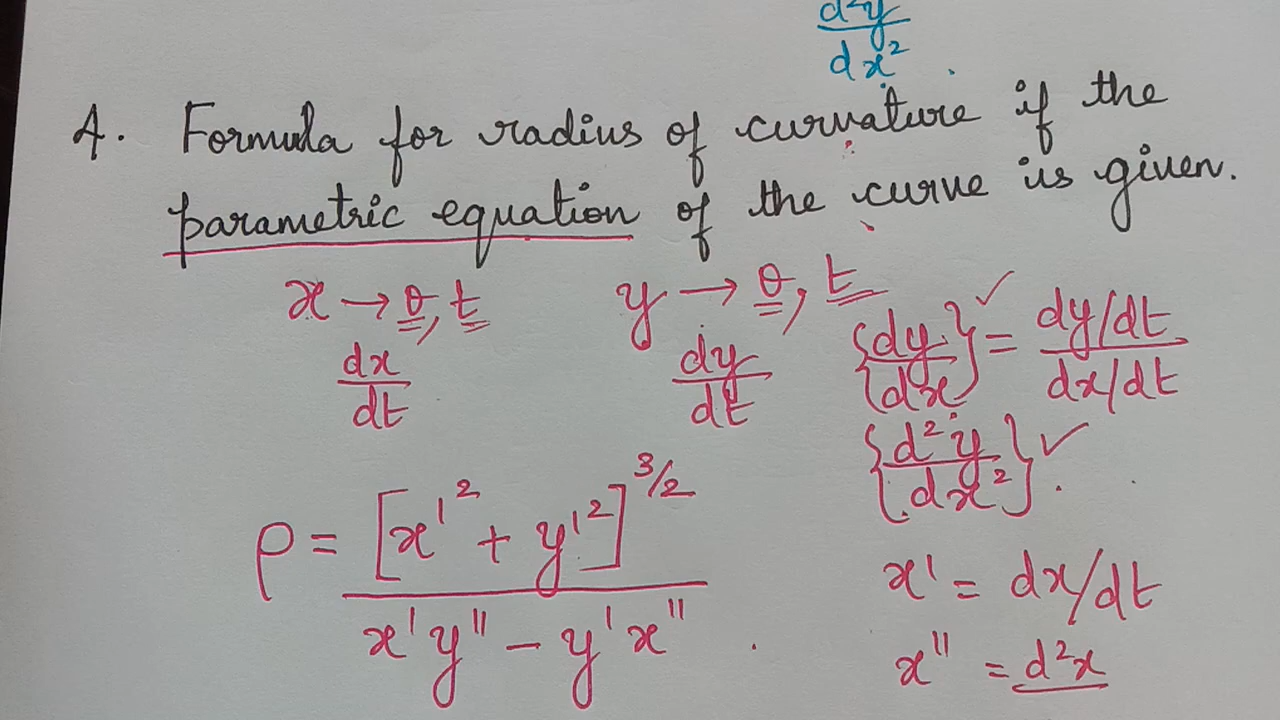 d²y/dx²
4. Formula for radius of curvature if the
parametric equation of the curve is given.
x → θ, t y → θ, t
dx/dt dy/dt {dy/dx} ✓ = (dy/dt)/(dx/dt)
{d²y/dx²} ✓.
ρ = [x'² + y'²]^3/2 / x'y" - y'x" .
x' = dx/dt
x" = d²x